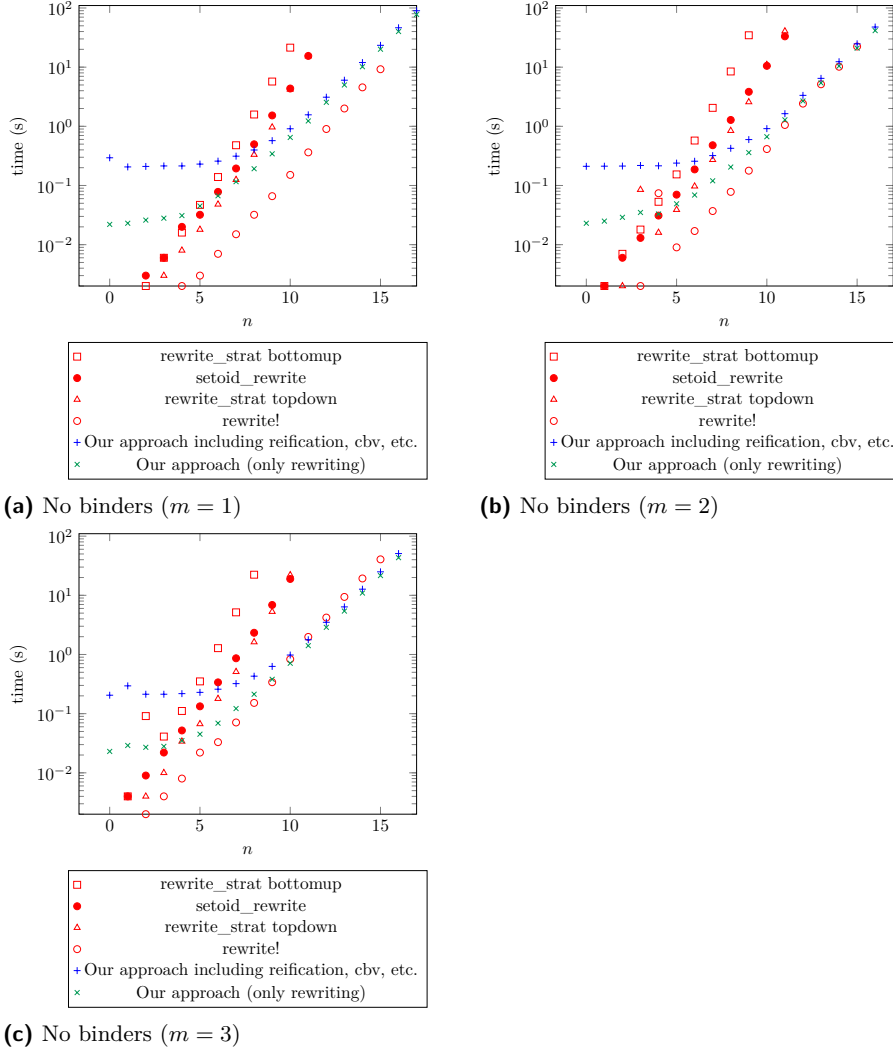 10^2
10^1
10^0
10^−1
10^−2
time (s)
0 5 10 15
n
rewrite_strat bottomup
setoid_rewrite
rewrite_strat topdown
rewrite!
Our approach including reification, cbv, etc.
Our approach (only rewriting)
(a) No binders (m = 1)
10^2
10^1
10^0
10^−1
10^−2
time (s)
0 5 10 15
n
rewrite_strat bottomup
setoid_rewrite
rewrite_strat topdown
rewrite!
Our approach including reification, cbv, etc.
Our approach (only rewriting)
(b) No binders (m = 2)
10^2
10^1
10^0
10^−1
10^−2
time (s)
0 5 10 15
n
rewrite_strat bottomup
setoid_rewrite
rewrite_strat topdown
rewrite!
Our approach including reification, cbv, etc.
Our approach (only rewriting)
(c) No binders (m = 3)